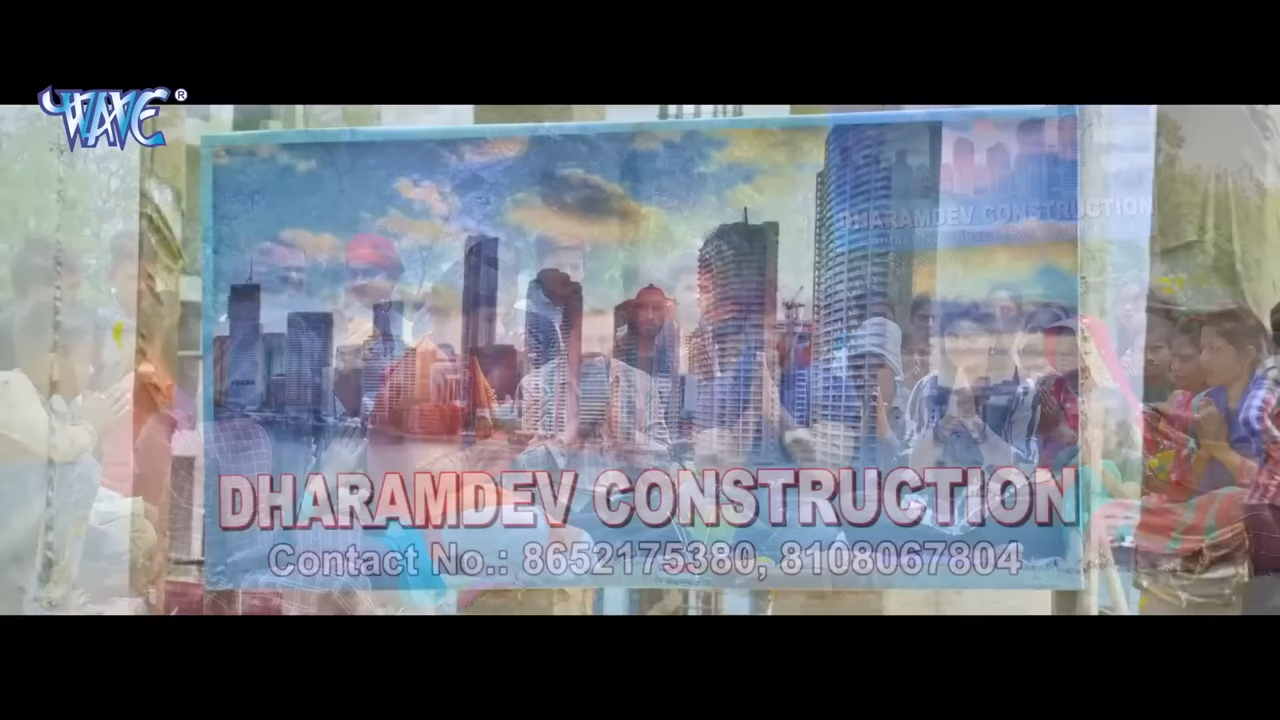 WAVE®
DHARAMDEV CONSTRUCTION
DHARAMDEV CONSTRUCTION
Contact No.: 8652175380, 8108067804